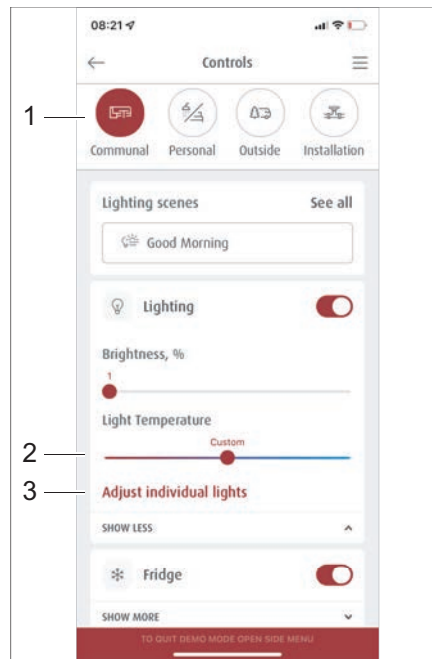 08:21
Controls
1
Communal Personal Outside Installation
Lighting scenes See all
Good Morning
Lighting
Brightness, %
1
Light Temperature
Custom
2
3 Adjust individual lights
SHOW LESS
Fridge
SHOW MORE
TO QUIT DEMO MODE OPEN SIDE MENU